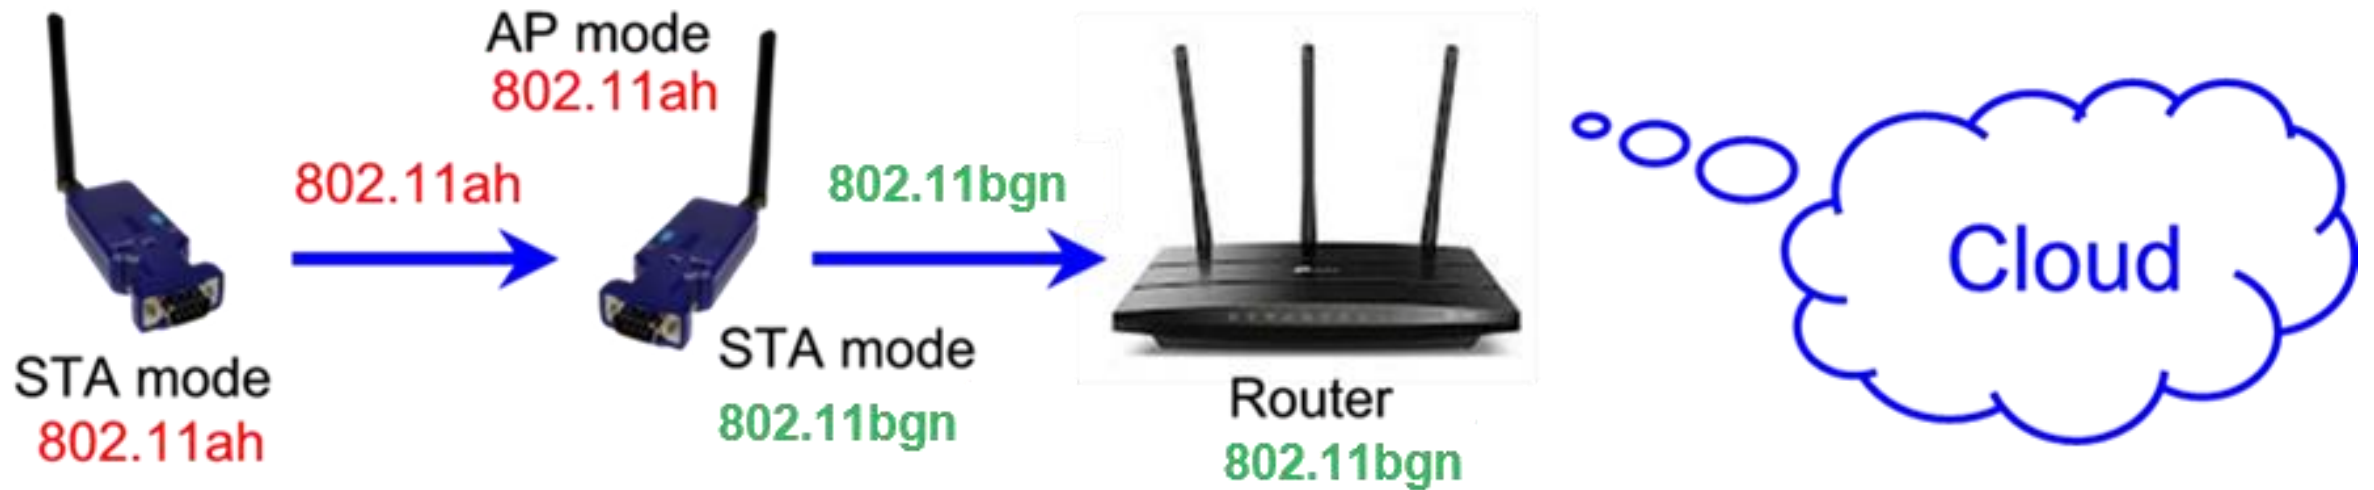 AP mode
802.11ah
802.11ah
802.11bgn
Cloud
STA mode
802.11ah
STA mode
802.11bgn
Router
802.11bgn